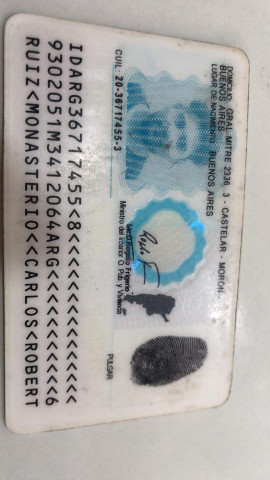 DOMICILIO: GRAL MITRE 2336 3 - CASTELAR - MORON
BUENOS AIRES
LUGAR DE NACIMIENTO: BUENOS AIRES
CUIL: 20-36717455-3
Rogelio Frigerio
Ministro del Interior O. Pub. y Vivienda
PULGAR
IDARG36717455<8<<<<<<<<<<<<<<<
9302051M3412064ARG<<<<<<<<<<<6
RUIZ<MONASTERIO<<CARLOS<ROBERT